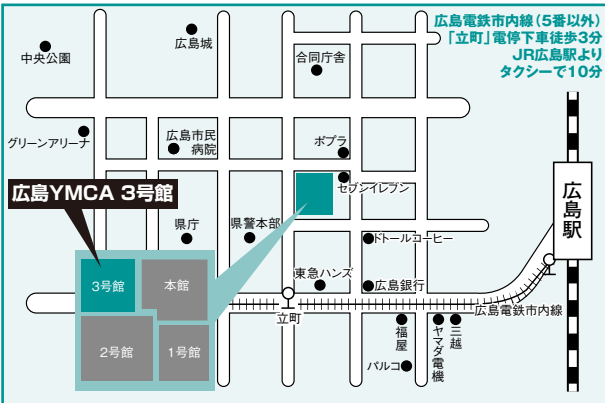 広島電鉄市内線（5番以外）
「立町」電停下車徒歩3分
JR広島駅より
タクシーで10分
中央公園
広島城
合同庁舎
グリーンアリーナ
広島市民
病院
ポプラ
セブンイレブン
広島YMCA 3号館
県庁
県警本部
ドトールコーヒー
広島駅
3号館
本館
2号館
1号館
東急ハンズ
広島銀行
立町
広島電鉄市内線
福屋
ヤマダ電機
三越
パルコ